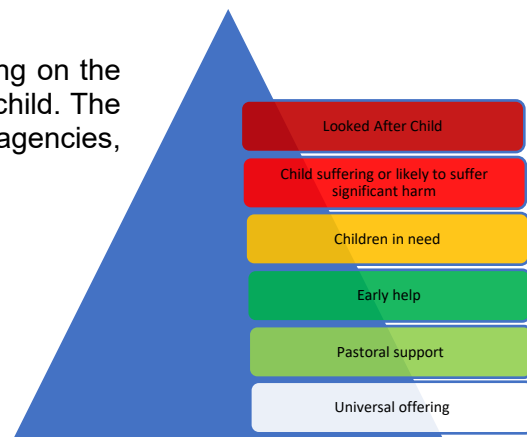 ng on the
child. The
agencies,
Looked After Child
Child suffering or likely to suffer
significant harm
Children in need
Early help
Pastoral support
Universal offering